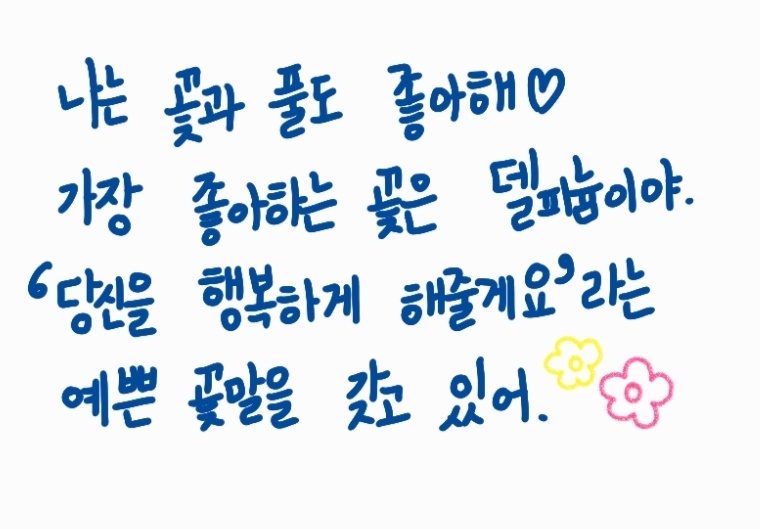 나는 꽃과 풀도 좋아해♡
가장 좋아하는 꽃은 델피늄이야.
‘당신을 행복하게 해줄게요’라는
예쁜 꽃말을 갖고 있어.